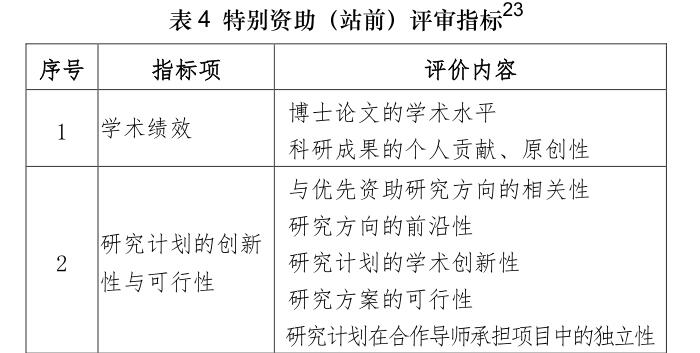 表 4 特别资助（站前）评审指标23
序号 指标项 评价内容
1 学术绩效 博士论文的学术水平
科研成果的个人贡献、原创性
2 研究计划的创新性与可行性 与优先资助研究方向的相关性
研究方向的前沿性
研究计划的学术创新性
研究方案的可行性
研究计划在合作导师承担项目中的独立性